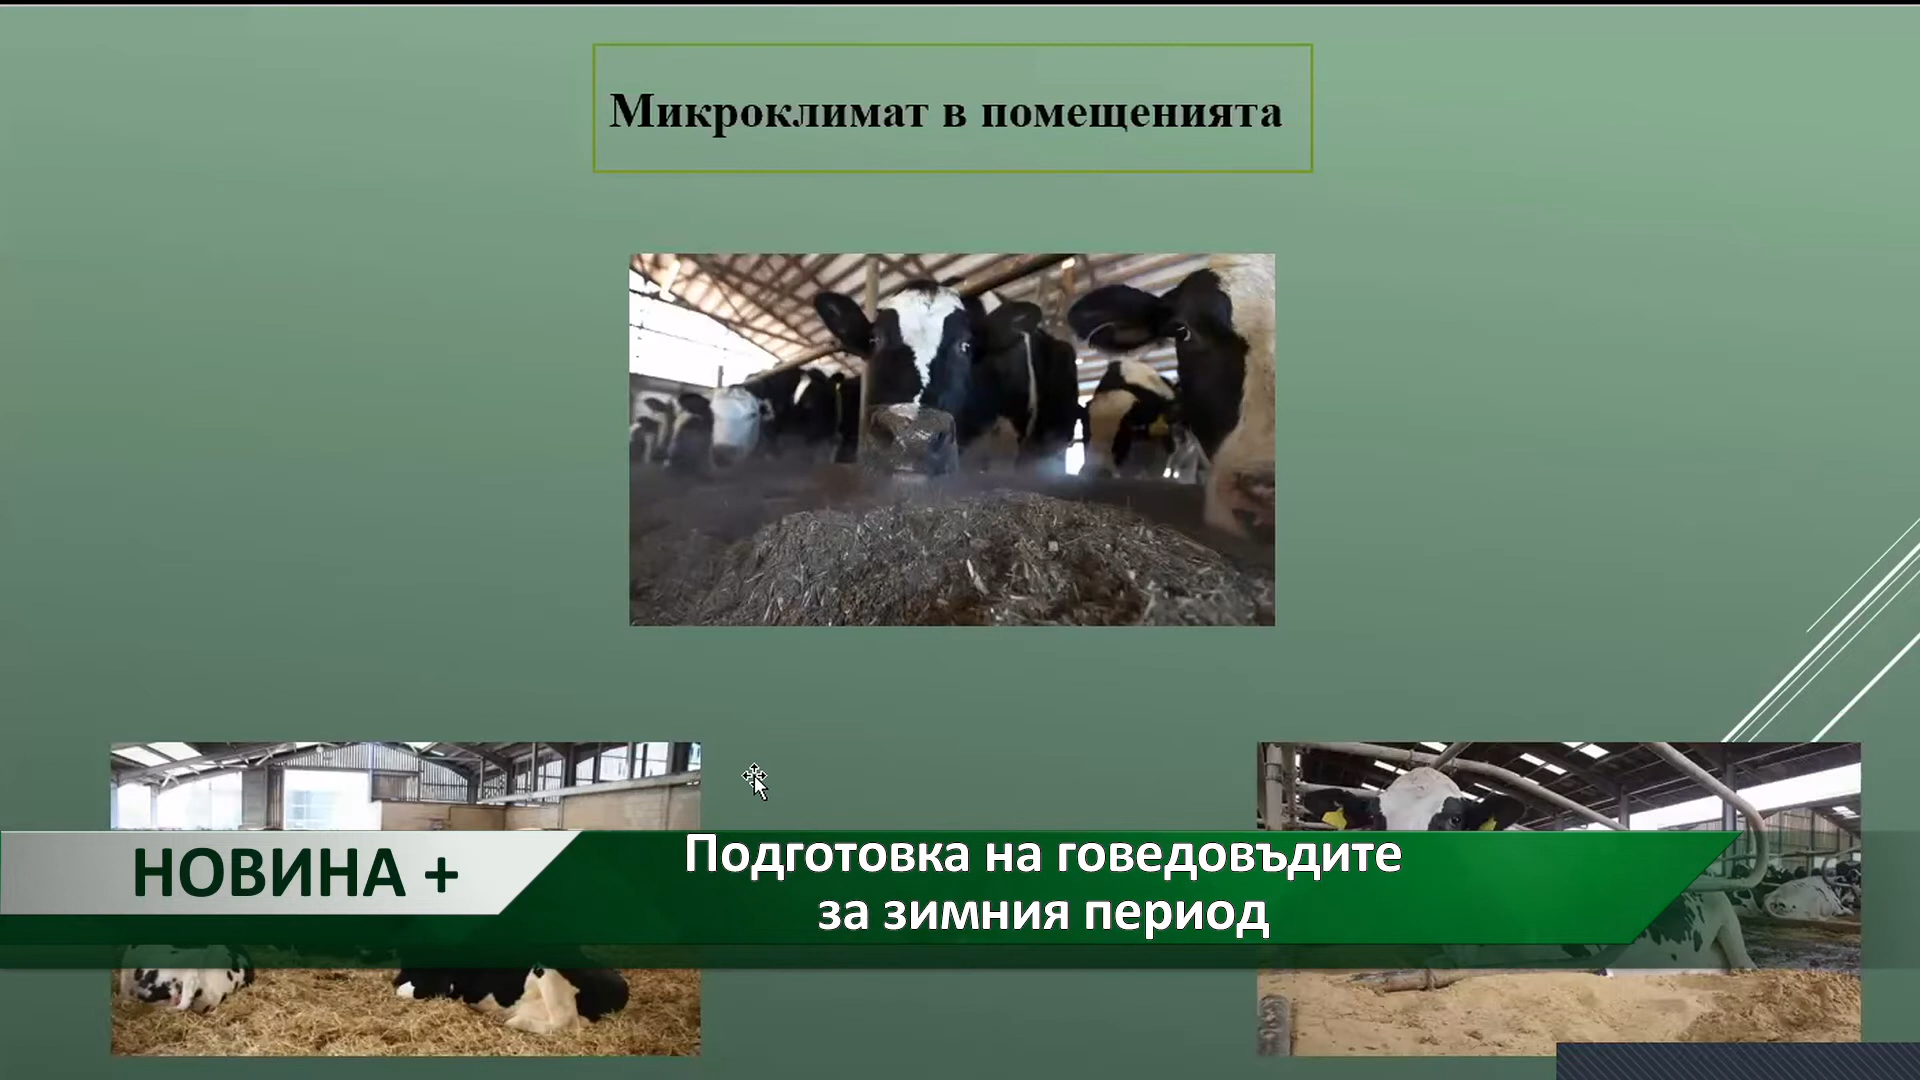 Микроклимат в помещенията
НОВИНА +
Подготовка на говедовъдите
за зимния период